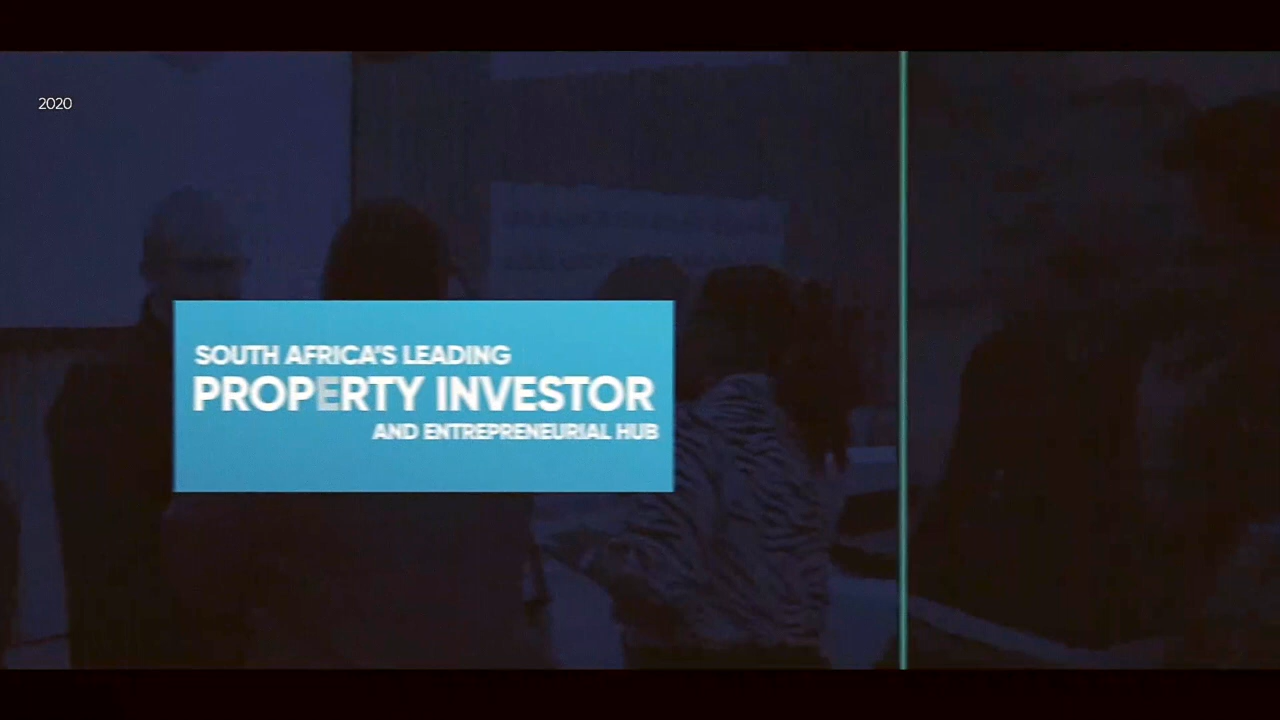 2020
SOUTH AFRICA'S LEADING
PROPERTY INVESTOR
AND ENTREPRENEURIAL HUB